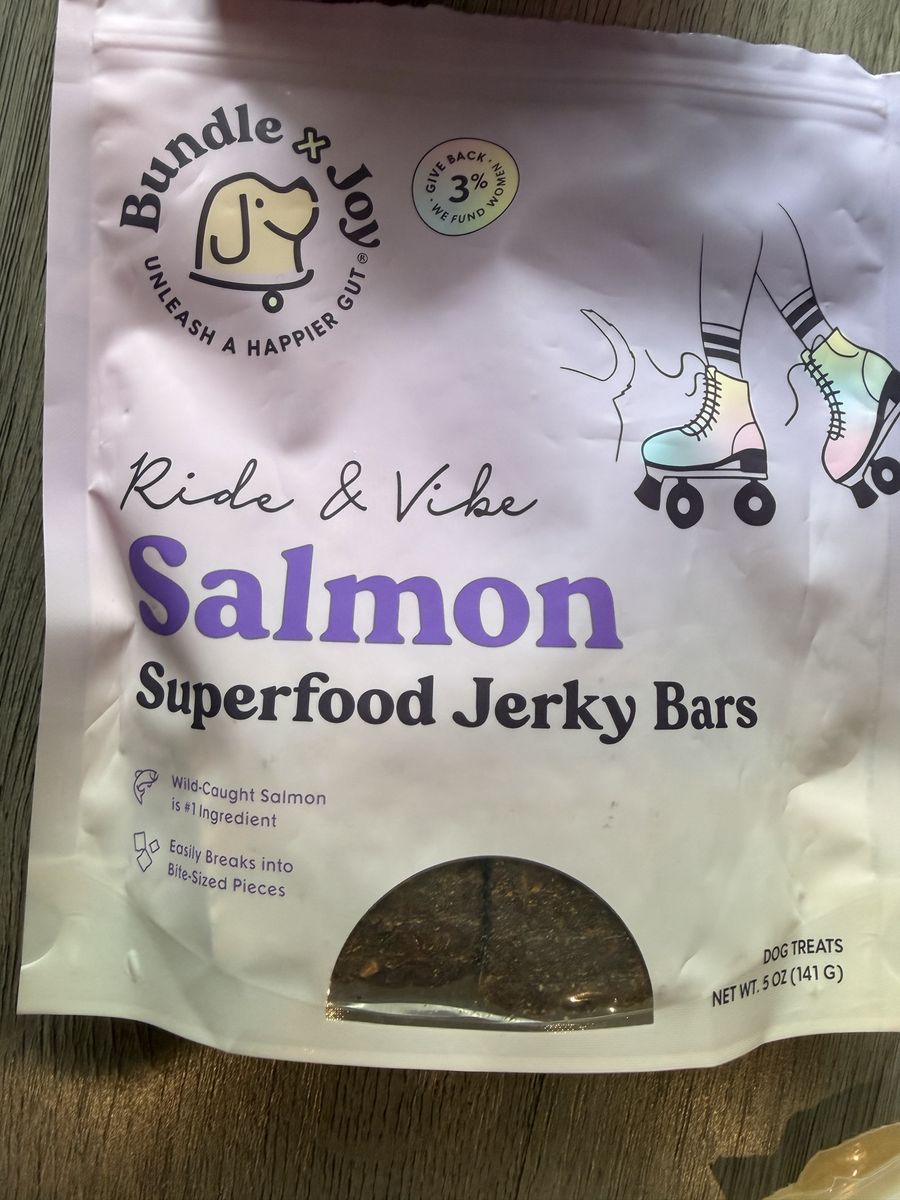 Bundle x Joy®
UNLEASH A HAPPIER GUT
GIVE BACK
3%
WE FUND WOMEN
Ride & Vibe
Salmon
Superfood Jerky Bars
Wild-Caught Salmon
is #1 Ingredient
Easily Breaks into
Bite-Sized Pieces
DOG TREATS
NET WT. 5 OZ (141 G)